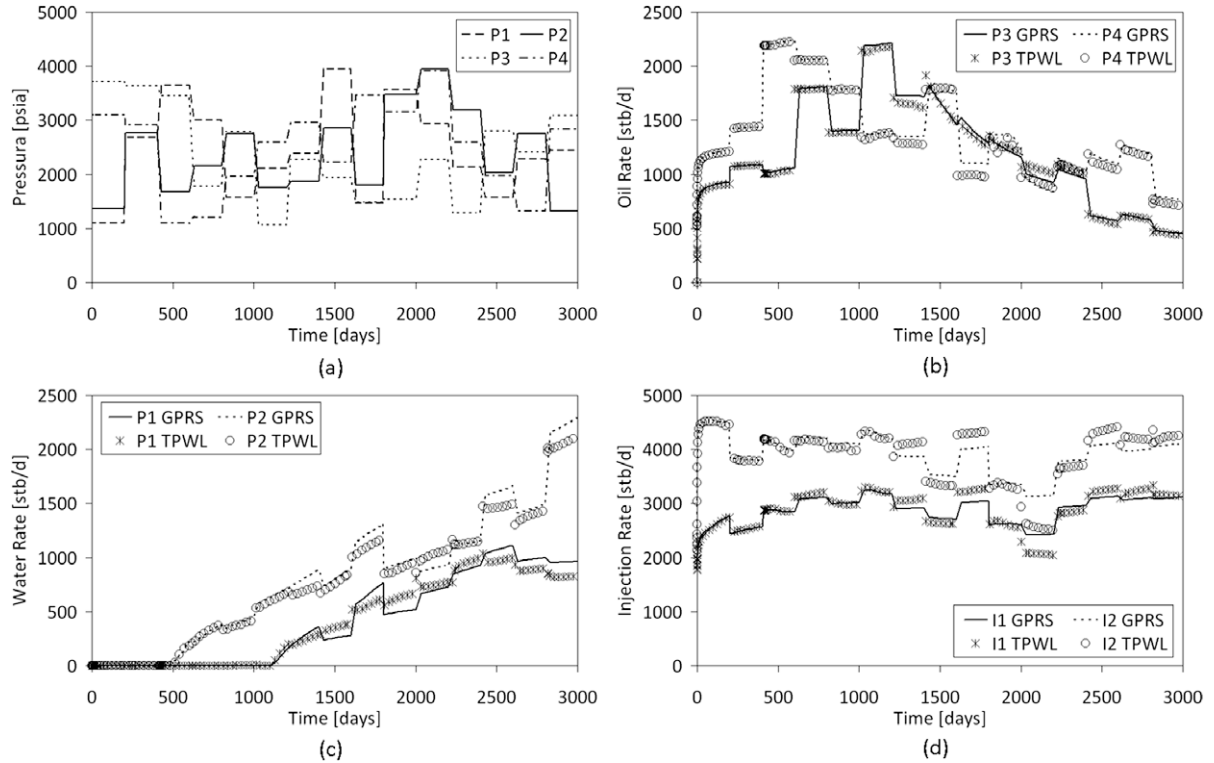 5000
4000
3000
2000
1000
0
Pressura [psia]
P1 P2
P3 P4
0 500 1000 1500 2000 2500 3000
Time [days]
(a)
2500
2000
1500
1000
500
0
Oil Rate [stb/d]
P3 GPRS P4 GPRS
P3 TPWL P4 TPWL
0 500 1000 1500 2000 2500 3000
Time [days]
(b)
2500
2000
1500
1000
500
0
Water Rate [stb/d]
P1 GPRS P2 GPRS
P1 TPWL P2 TPWL
0 500 1000 1500 2000 2500 3000
Time [days]
(c)
5000
4000
3000
2000
1000
0
Injection Rate [stb/d]
I1 GPRS I2 GPRS
I1 TPWL I2 TPWL
0 500 1000 1500 2000 2500 3000
Time [days]
(d)